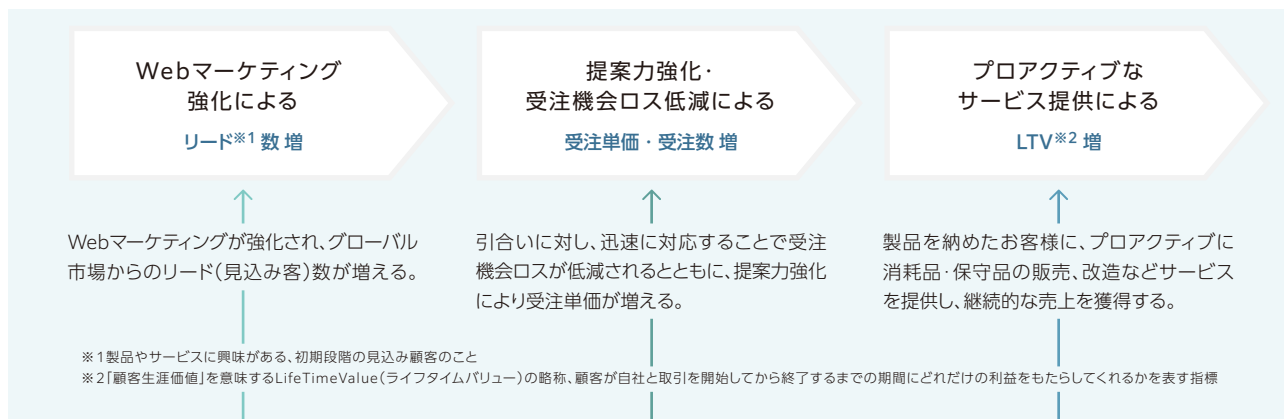 Webマーケティング
強化による
リード※1 数 増
提案力強化・
受注機会ロス低減による
受注単価・受注数 増
プロアクティブな
サービス提供による
LTV※2 増
Webマーケティングが強化され、グローバル
市場からのリード(見込み客)数が増える。
引合いに対し、迅速に対応することで受注
機会ロスが低減されるとともに、提案力強化
により受注単価が増える。
製品を納めたお客様に、プロアクティブに
消耗品・保守品の販売、改造などサービス
を提供し、継続的な売上を獲得する。
※1製品やサービスに興味がある、初期段階の見込み顧客のこと
※2「顧客生涯価値」を意味するLifeTimeValue(ライフタイムバリュー)の略称、顧客が自社と取引を開始してから終了するまでの期間にどれだけの利益をもたらしてくれるかを表す指標